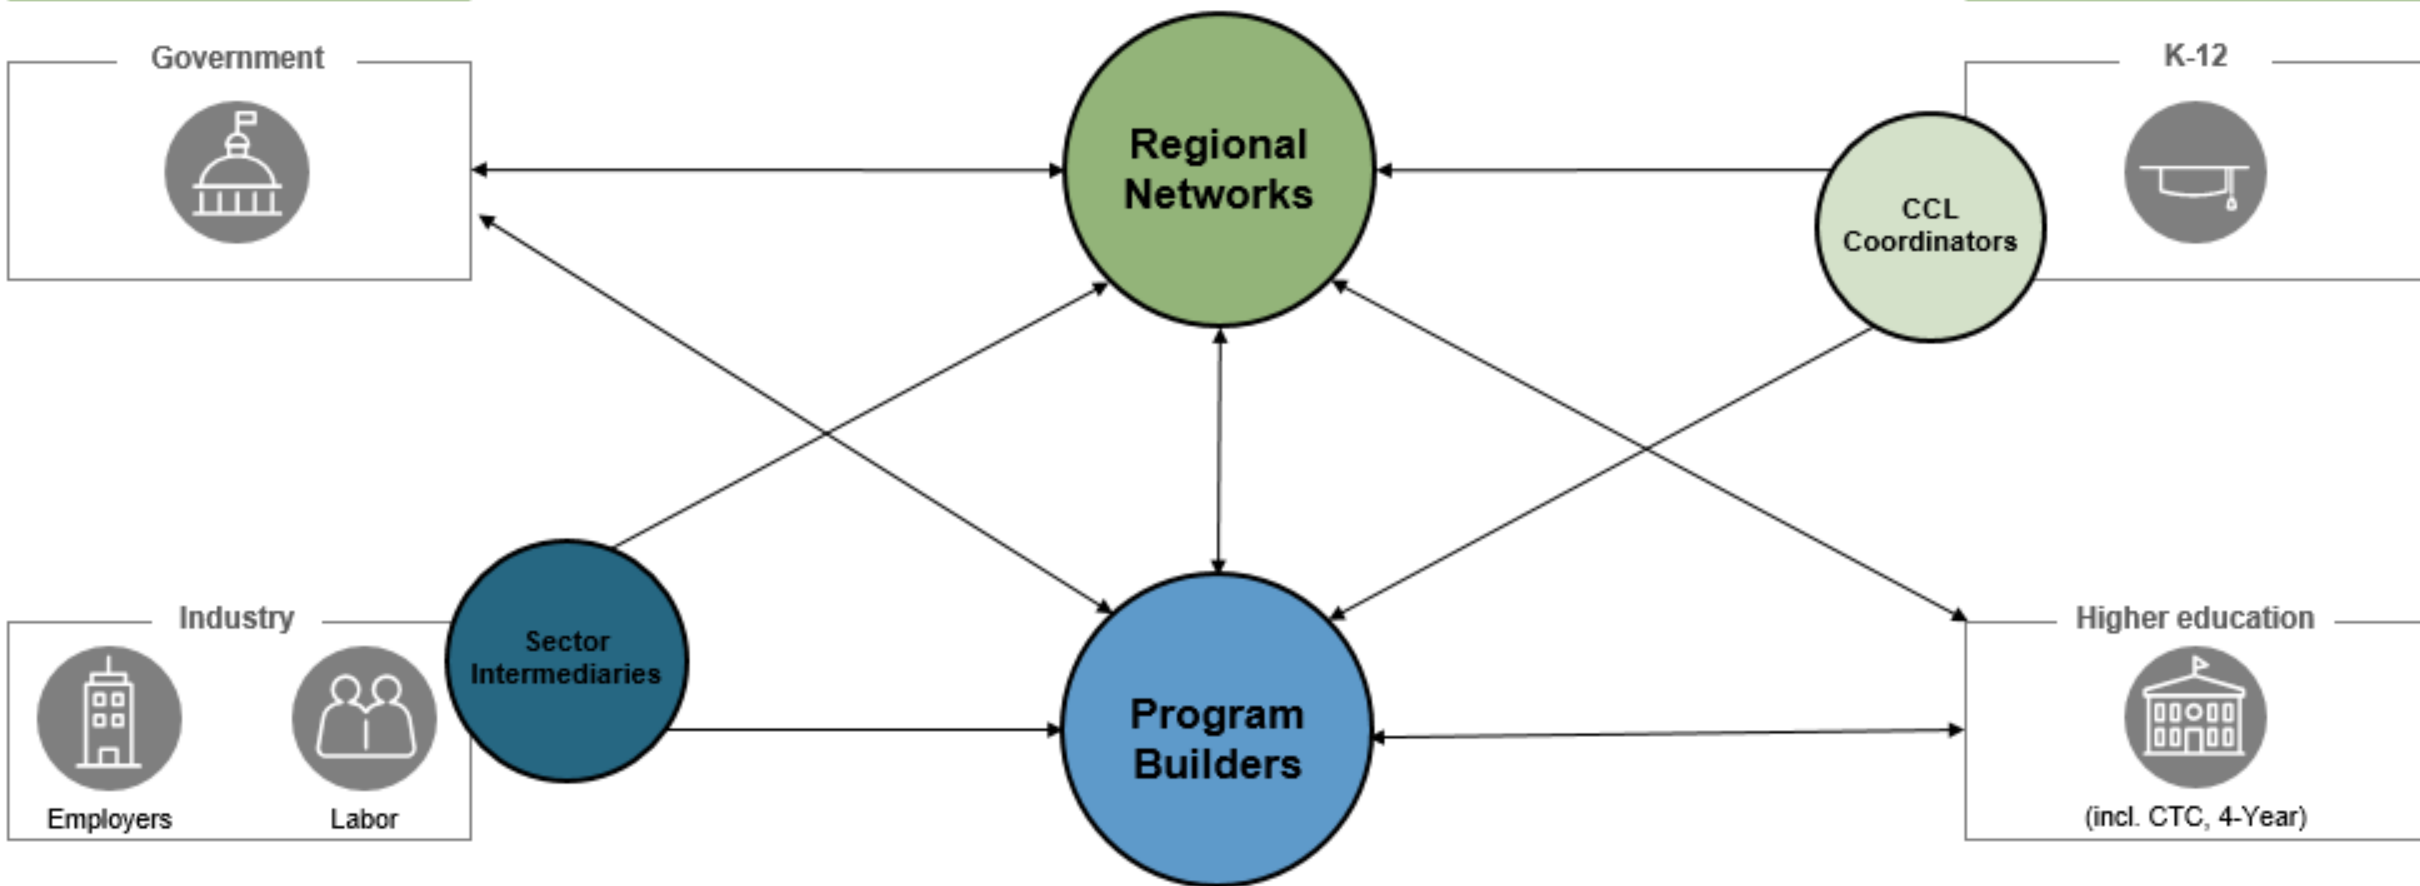 Government
K-12
Regional
Networks
CCL
Coordinators
Industry
Sector
Intermediaries
Employers
Labor
Program
Builders
Higher education
(incl. CTC, 4-Year)